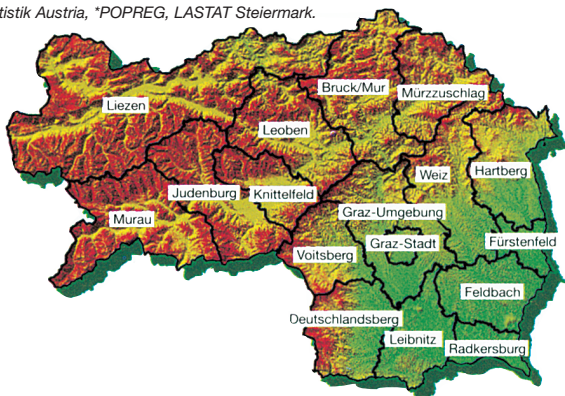 tistik Austria, *POPREG, LASTAT Steiermark.
Bruck/Mur
Mürzzuschlag
Liezen
Leoben
Weiz
Hartberg
Judenburg
Knittelfeld
Murau
Graz-Umgebung
Graz-Stadt
Fürstenfeld
Voitsberg
Feldbach
Deutschlandsberg
Leibnitz
Radkersburg